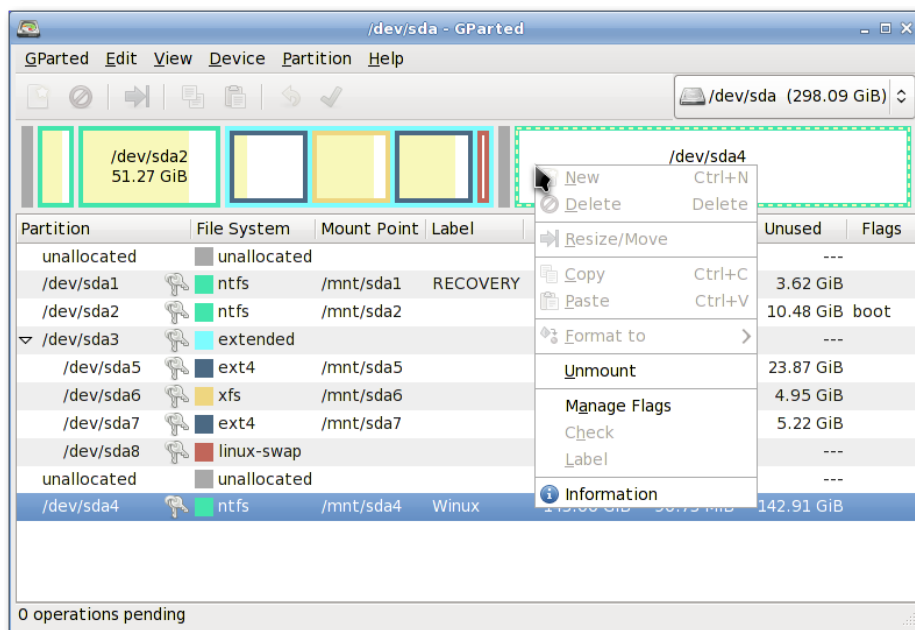 /dev/sda - GParted
GParted Edit View Device Partition Help
/dev/sda (298.09 GiB)
/dev/sda2
51.27 GiB
/dev/sda4
New Ctrl+N
Delete Delete
Resize/Move
Copy Ctrl+C
Paste Ctrl+V
Format to
Unmount
Manage Flags
Check
Label
Information
Partition File System Mount Point Label Unused Flags
unallocated unallocated ---
/dev/sda1 ntfs /mnt/sda1 RECOVERY 3.62 GiB
/dev/sda2 ntfs /mnt/sda2 10.48 GiB boot
/dev/sda3 extended ---
/dev/sda5 ext4 /mnt/sda5 23.87 GiB
/dev/sda6 xfs /mnt/sda6 4.95 GiB
/dev/sda7 ext4 /mnt/sda7 5.22 GiB
/dev/sda8 linux-swap ---
unallocated unallocated ---
/dev/sda4 ntfs /mnt/sda4 Winux 142.91 GiB
0 operations pending